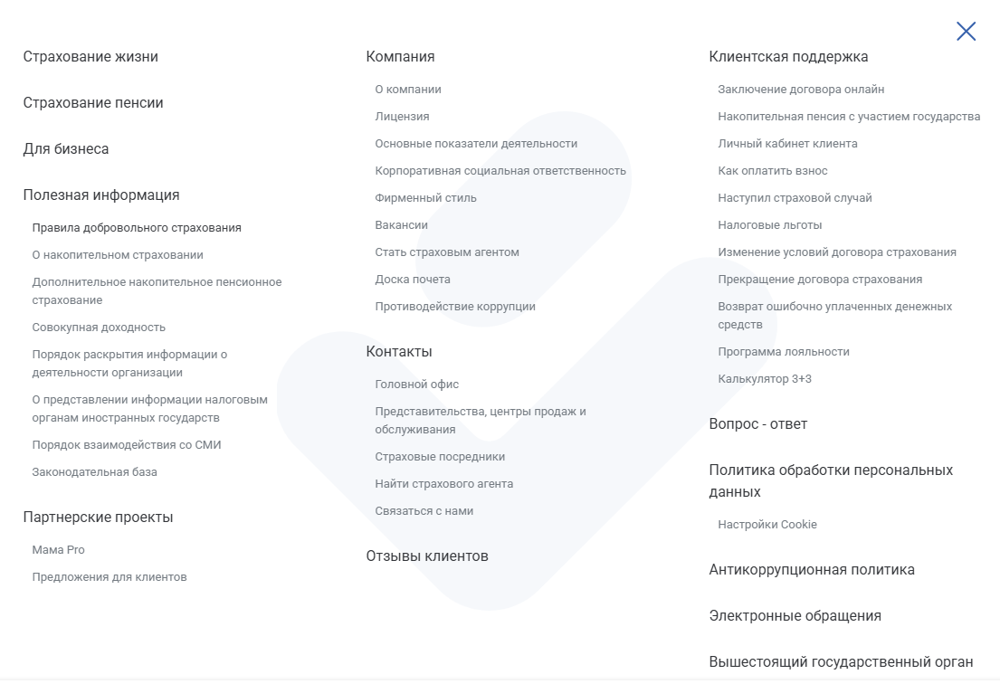 Страхование жизни
Страхование пенсии
Для бизнеса
Полезная информация
Правила добровольного страхования
О накопительном страховании
Дополнительное накопительное пенсионное
страхование
Совокупная доходность
Порядок раскрытия информации о
деятельности организации
О представлении информации налоговым
органам иностранных государств
Порядок взаимодействия со СМИ
Законодательная база
Партнерские проекты
Мама Pro
Предложения для клиентов
Компания
О компании
Лицензия
Основные показатели деятельности
Корпоративная социальная ответственность
Фирменный стиль
Вакансии
Стать страховым агентом
Доска почета
Противодействие коррупции
Контакты
Головной офис
Представительства, центры продаж и
обслуживания
Страховые посредники
Найти страхового агента
Связаться с нами
Отзывы клиентов
Клиентская поддержка
Заключение договора онлайн
Накопительная пенсия с участием государства
Личный кабинет клиента
Как оплатить взнос
Наступил страховой случай
Налоговые льготы
Изменение условий договора страхования
Прекращение договора страхования
Возврат ошибочно уплаченных денежных
средств
Программа лояльности
Калькулятор 3+3
Вопрос - ответ
Политика обработки персональных
данных
Настройки Cookie
Антикоррупционная политика
Электронные обращения
Вышестоящий государственный орган